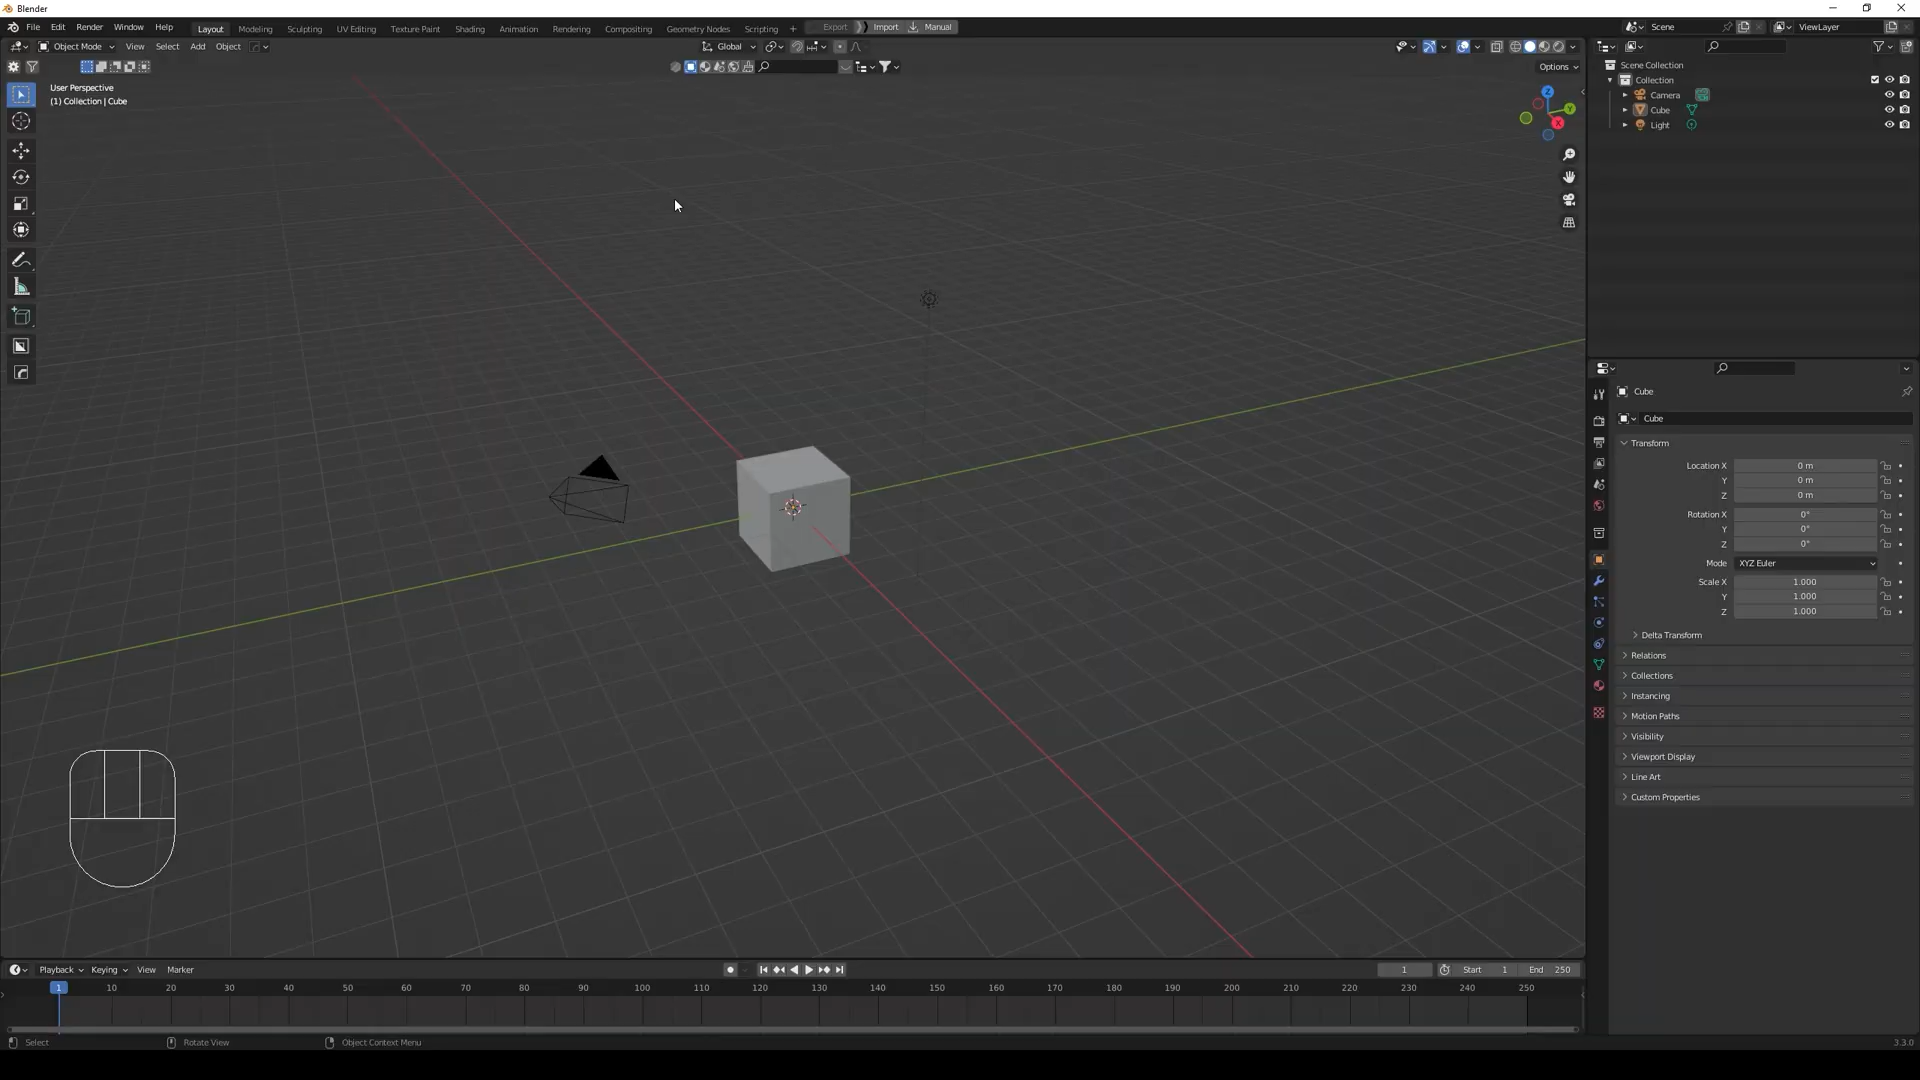 Blender
File Edit Render Window Help Layout Modeling Sculpting UV Editing Texture Paint Shading Animation Rendering Compositing Geometry Nodes Scripting + Export Import Manual Scene ViewLayer
Object Mode View Select Add Object Global
Options
User Perspective
(1) Collection | Cube
Z
Y
X
Scene Collection
Collection
Camera
Cube
Light
Cube
Cube
Transform
Location X 0 m
Y 0 m
Z 0 m
Rotation X 0°
Y 0°
Z 0°
Mode XYZ Euler
Scale X 1.000
Y 1.000
Z 1.000
Delta Transform
Relations
Collections
Instancing
Motion Paths
Visibility
Viewport Display
Line Art
Custom Properties
Playback Keying View Marker 1 Start 1 End 250
1 10 20 30 40 50 60 70 80 90 100 110 120 130 140 150 160 170 180 190 200 210 220 230 240 250
Select Rotate View Object Context Menu 3.3.0